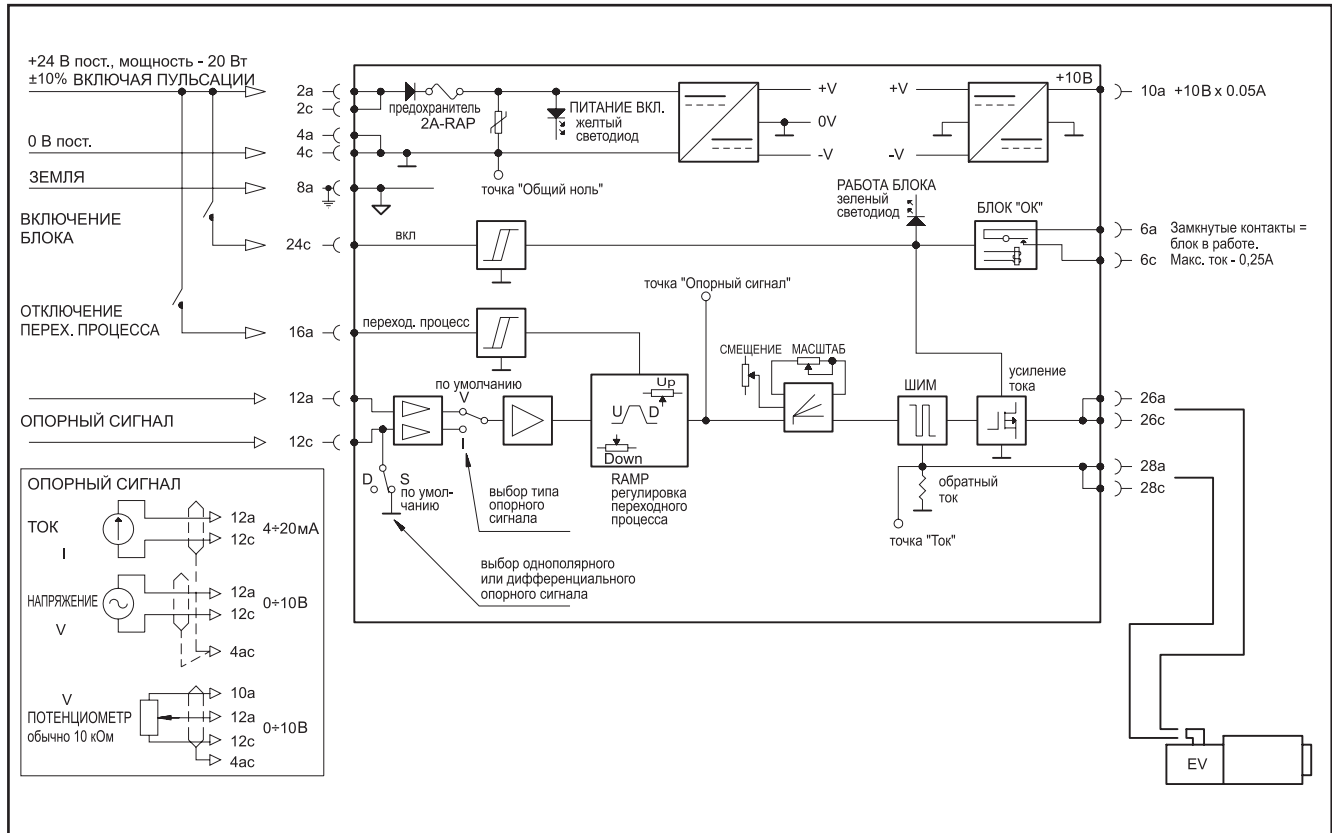 +24 В пост., мощность - 20 Вт
±10% ВКЛЮЧАЯ ПУЛЬСАЦИИ
0 В пост.
ЗЕМЛЯ
ВКЛЮЧЕНИЕ
БЛОКА
ОТКЛЮЧЕНИЕ
ПЕРЕХ. ПРОЦЕССА
ОПОРНЫЙ СИГНАЛ
2a
2c
4a
4c
8a
24c
16a
12a
12c
предохранитель
2A-RAP
ПИТАНИЕ ВКЛ.
желтый
светодиод
точка "Общий ноль"
+V
0V
-V
+V
-V
+10В
10a +10В x 0.05A
РАБОТА БЛОКА
зеленый
светодиод
БЛОК "ОК"
6a Замкнутые контакты =
блок в работе.
6c Макс. ток - 0,25А
вкл
переход. процесс
точка "Опорный сигнал"
СМЕЩЕНИЕ
МАСШТАБ
по умолчанию
V
I
Up
U
D
Down
RAMP
регулировка
переходного
процесса
ШИМ
усиление
тока
26a
26c
28a
28c
обратный
ток
точка "Ток"
D
S
по умол-
чанию
выбор типа
опорного
сигнала
выбор однополярного
или дифференциального
опорного сигнала
ОПОРНЫЙ СИГНАЛ
ТОК
I
12a
12c
4÷20мА
НАПРЯЖЕНИЕ
V
12a
12c
0÷10В
4ac
V
ПОТЕНЦИОМЕТР
обычно 10 кОм
10a
12a
12c
0÷10В
4ac
EV